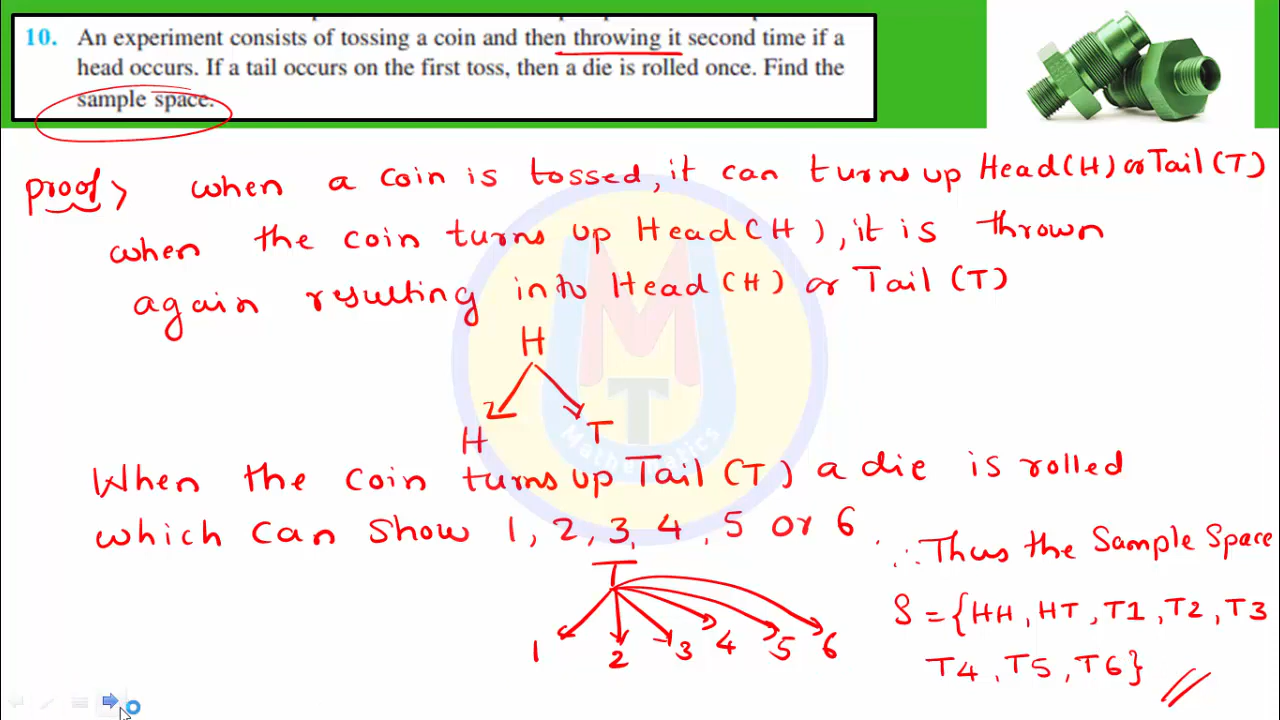 10. An experiment consists of tossing a coin and then throwing it second time if a
head occurs. If a tail occurs on the first toss, then a die is rolled once. Find the
sample space.
proof> when a coin is tossed, it can turns up Head(H) or Tail(T)
when the coin turns up Head(H), it is thrown
again resulting into Head(H) or Tail(T)
H
H T
When the coin turns up Tail(T) a die is rolled
which can show 1, 2, 3, 4, 5 or 6
∴ Thus the Sample Space
T
S = {HH, HT, T1, T2, T3
1 2 3 4 5 6
T4, T5, T6}
M
T
Mathematics